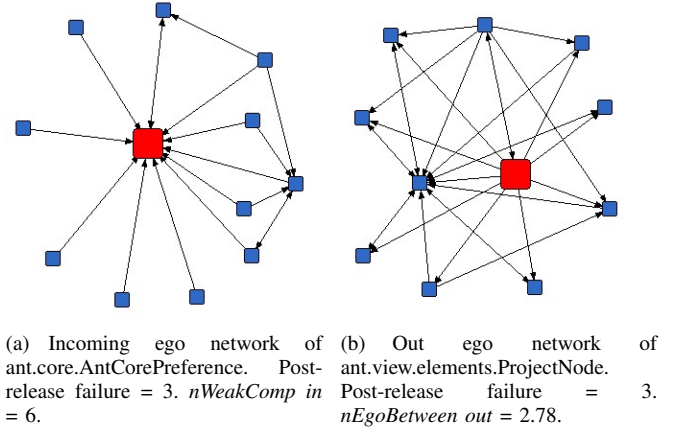 (a) Incoming ego network of
ant.core.AntCorePreference. Post-
release failure = 3. nWeakComp in
= 6.
(b) Out ego network of
ant.view.elements.ProjectNode.
Post-release failure = 3.
nEgoBetween out = 2.78.